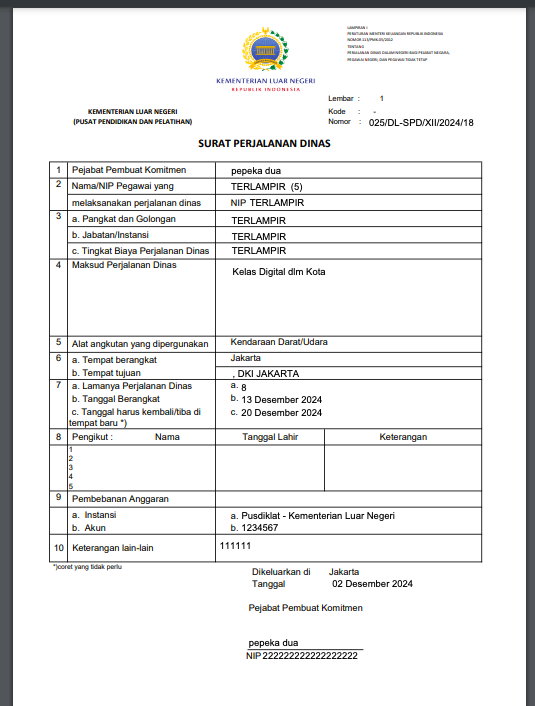 LAMPIRAN I
PERATURAN MENTERI KEUANGAN REPUBLIK INDONESIA
NOMOR 113/PMK.05/2012
TENTANG
PERJALANAN DINAS DALAM NEGERI BAGI PEJABAT NEGARA,
PEGAWAI NEGERI, DAN PEGAWAI TIDAK TETAP
KEMENTERIAN LUAR NEGERI
REPUBLIK INDONESIA
Lembar : 1
KEMENTERIAN LUAR NEGERI
(PUSAT PENDIDIKAN DAN PELATIHAN)
Kode : -
Nomor : 025/DL-SPD/XII/2024/18
SURAT PERJALANAN DINAS
1 Pejabat Pembuat Komitmen pepeka dua
2 Nama/NIP Pegawai yang TERLAMPIR (5)
melaksanakan perjalanan dinas NIP TERLAMPIR
3 a. Pangkat dan Golongan TERLAMPIR
b. Jabatan/Instansi TERLAMPIR
c. Tingkat Biaya Perjalanan Dinas TERLAMPIR
4 Maksud Perjalanan Dinas Kelas Digital dlm Kota
5 Alat angkutan yang dipergunakan Kendaraan Darat/Udara
6 a. Tempat berangkat Jakarta
b. Tempat tujuan , DKI JAKARTA
7 a. Lamanya Perjalanan Dinas a. 8
b. Tanggal Berangkat b. 13 Desember 2024
c. Tanggal harus kembali/tiba di c. 20 Desember 2024
tempat baru *)
8 Pengikut : Nama Tanggal Lahir Keterangan
1
2
3
4
5
9 Pembebanan Anggaran
a. Instansi a. Pusdiklat - Kementerian Luar Negeri
b. Akun b. 1234567
10 Keterangan lain-lain 111111
*)coret yang tidak perlu
Dikeluarkan di Jakarta
Tanggal 02 Desember 2024
Pejabat Pembuat Komitmen
pepeka dua
NIP 222222222222222222